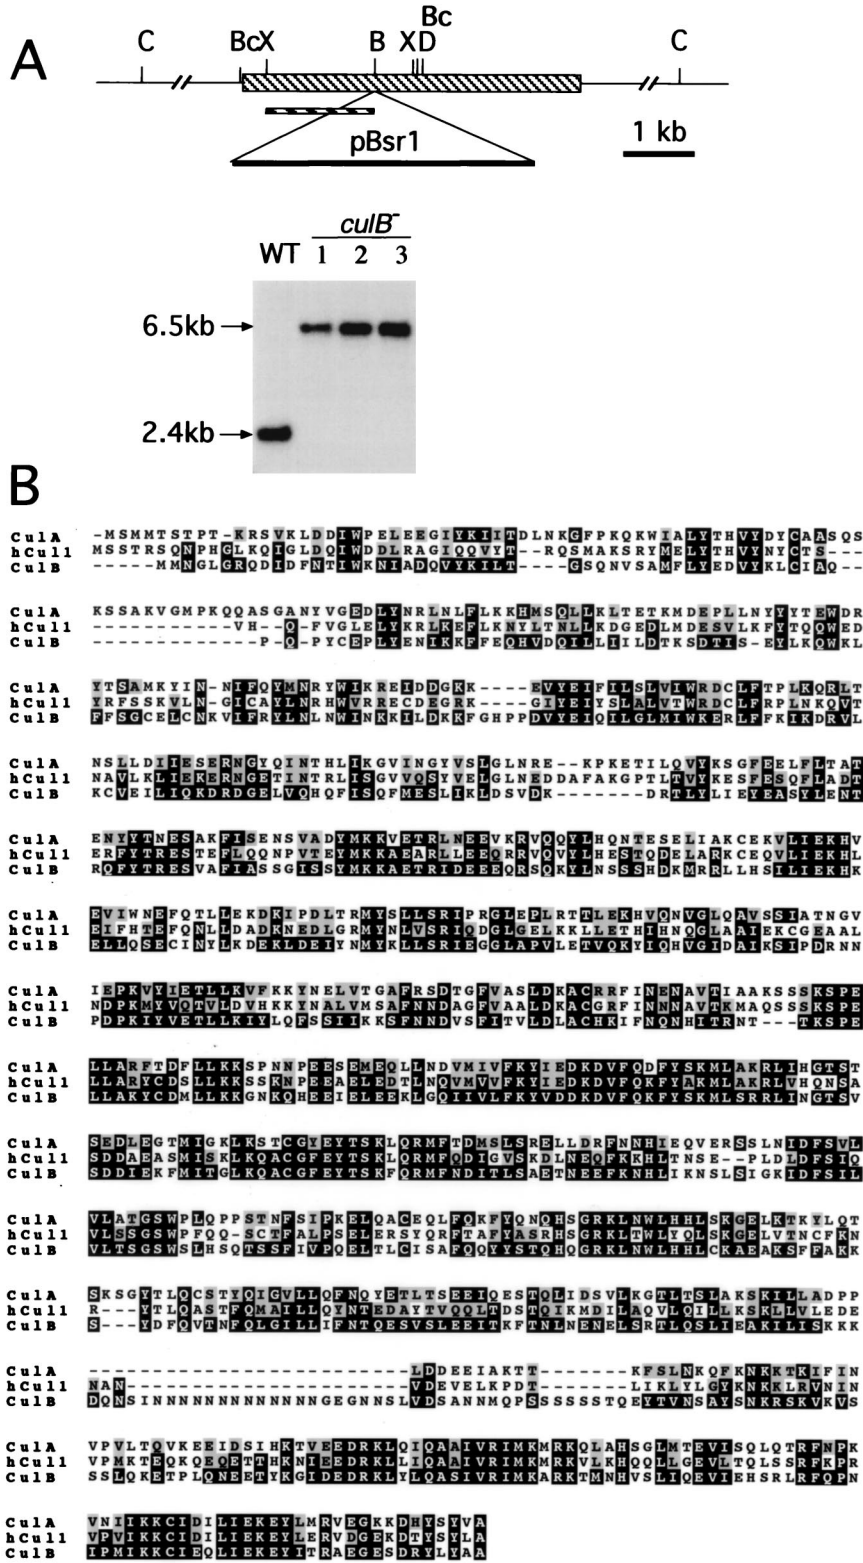 A
C BcX B XD Bc C
pBsr1
1 kb
culB-
WT 1 2 3
6.5kb
2.4kb
B
CulA -MSMMTSTPT-KRSVKLDDIWPELEEGIYKIITDLNKGFPKQKWIALYTHVYDYCAASQS
hCul1 MSSTRSQNPHGLKQIGLDQIWDDLRAGIQQVYT--RQSMAKSRYMELYTHVYNYCTS---
CulB -----MMNGLGRQDIDFNTIWKNIADQVYKILT---GSQNVSAMFLYEDVYKLCIAQ--
CulA KSSAKVGMPKQQASGANYVGEDLYNRLNLFLKKHMSQLLKLTETKMDEPLLNYYYTEWDR
hCul1 -----------VH--Q-FVGLELYKRLKEFLKNYLTNLLKDGEDLMDESVLKFYTQQWED
CulB -------------P-Q-PYCEPLYENIKKFFEQHVDQILLIILDTKSDTIS-EYLKQWKL
CulA YTSAMKYIN-NIFQYMNRYWIKREIDDGKK----EVYEIFILSLVIWRDCLFTPLKQRLT
hCul1 YRFSSKVLN-GICAYLNRHWVRRECDEGRK----GIYEIYSLALVTWRDCLFRPLNKQVT
CulB FFSGCELCNKVIFRYLNLNWINKKILDKKFGHPPDVYEIQILGLMIWKERLFFKIKDRVL
CulA NSLLDIIESERNGYQINTHLIKGVINGYVSLGLNRE--KPKETILQVYKSGFEELFLTAT
hCul1 NAVLKLIEKERNGETINTRLISGVVQSYVELGLNEDDAFAKGPTLTVYKESFESQFLADT
CulB KCVEILIQKDRDGELVQHQFISQFMESLIKLDSVDK-------DRTLYLIEYEASYLENT
CulA ENYYTNESAKFISENSVADYMKKVETRLNEEVKRVQQYLHQNTESELIAKCEKVLIEKHV
hCul1 ERFYTRESTEFLQQNPVTEYMKKAEARLLEEQRRVQVYLHESTQDELARKCEQVLIEKHL
CulB RQFYTRESVAFIASSGISSYMKKAETRIDEEEQRSQKYLNSSSHDKMRRLLHSILIEKHK
CulA EVIWNEFQTLLEKDKIPDLTRMYSLLSRIPRGLEPLRTTLEKHVQNVGLQAVSSIATNGV
hCul1 EIFHTEFQNLLDADKNEDLGRMYNLVSRIQDGLGELKKLLETHIHNQGLAAIEKCGEAAL
CulB ELLQSECINYLKDEKLDEIYNMYKLLSRIEGGLAPVLETVQKYIQHVGIDAIKSIPDRNN
CulA IEPKVYIETLLKVFKKYNELVTGAFRSDTGFVASLDKACRRFINENAVTIAAKSSSKSPE
hCul1 NDPKMYVQTVLDVHKKYNALVMSAFNNDAGFVAALDKACGRFINNNAVTKMAQSSSKSPE
CulB PDPKIYVETLLKIYLQFSSIIKKSFNNDVSFITVLDLACHKIFNQNHITRNT---TKSPE
CulA LLARFTDFLLKKSPNNPEESEMEQLLNDVMIVFKYIEDKDVFQDFYSKMLAKRLIHGTST
hCul1 LLARYCDSLLKKSSKNPEEAELEDTLNQVMVVFKYIEDKDVFQKFYAKMLAKRLVHQNSA
CulB LLAKYCDMLLKKGNKQHEEIELEEKLGQIIVLFKYVDDKDVFQKFYSKMLSRRLINGTSV
CulA SEDLEGTMIGKLKSTCGYEYTSKLQRMFTDMSLSRELLDRFNNHIEQVERSSLNIDFSVL
hCul1 SDDAEASMISKLKQACGFEYTSKLQRMFQDIGVSKDLNEQFKKHLTNSE--PLDLDFSIQ
CulB SDDIEKFMITGLKQACGFEYTSKFQRMFNDITLSAETNEEFKNHLIKNSLSIGKIDFSIL
CulA VLATGSWPLQPPSTNFSIPKELQACEQLFQKFYQNQHSGRKLNWLHHLSKGELKTKYLQT
hCul1 VLSSGSWPFQQ-SCTFALPSELERSYQRFTAFYASRHSGRKLTWLYQLSKGELVTNCFKN
CulB VLTSGSWSLHSQTSSFIVPQELTLCISAFQQYYSTQHQGRKLNWLHHLCKAEAKSFFAKK
CulA SKSGYTLQCSTYQIGVLLQFNQYETLTSEEIQESTQLIDSVLKGTLTSLAKSKILLADPP
hCul1 R---YTLQASTFQMAILLQYNTEDAYTVQQLTDSTQIKMDILAQVLQILLKSKLLVLEDE
CulB S---YDFQVTNFQLGILLIFNTQESVSLEEITKFTNLNENELSRTLQSLIEAKILISKKK
CulA -------------------------LDDEEIAKTT-------KFSLNKQFKNKKTKIFIN
hCul1 NAN----------------------VDEVELKPDT-------LIKLYLGYKNKKLRVNIN
CulB DQNSINNNNNNNNNNNNNGEGNNSLVDSANNMQPSSSSSSTQEYTVNSAYSNKRSKVKVS
CulA VPVLTQVKEEIDSIHKTVEEDRKLQIQAAIVRIMKMRKQLAHSGLMTEVISQLQTRFNPK
hCul1 VPMKTEQKQEQETTHKNIEEDRKLLIQAAIVRIMKMRKVLKHQQLLGEVLTQLSSRFKPR
CulB SSLQKETPLQNEETYKGIDEDRKLYLQASIVRIMKARKTMNHVSLIQEVIEHSRLRFQPN
CulA VNIIKKCIDILIEKEYLMRVEGKKDHYSYVA
hCul1 VPVIKKCIDILIEKEYLERVDGEKDTYSYLA
CulB IPMIKKCIEQLIEKEYITRAEGESDRYLYAA